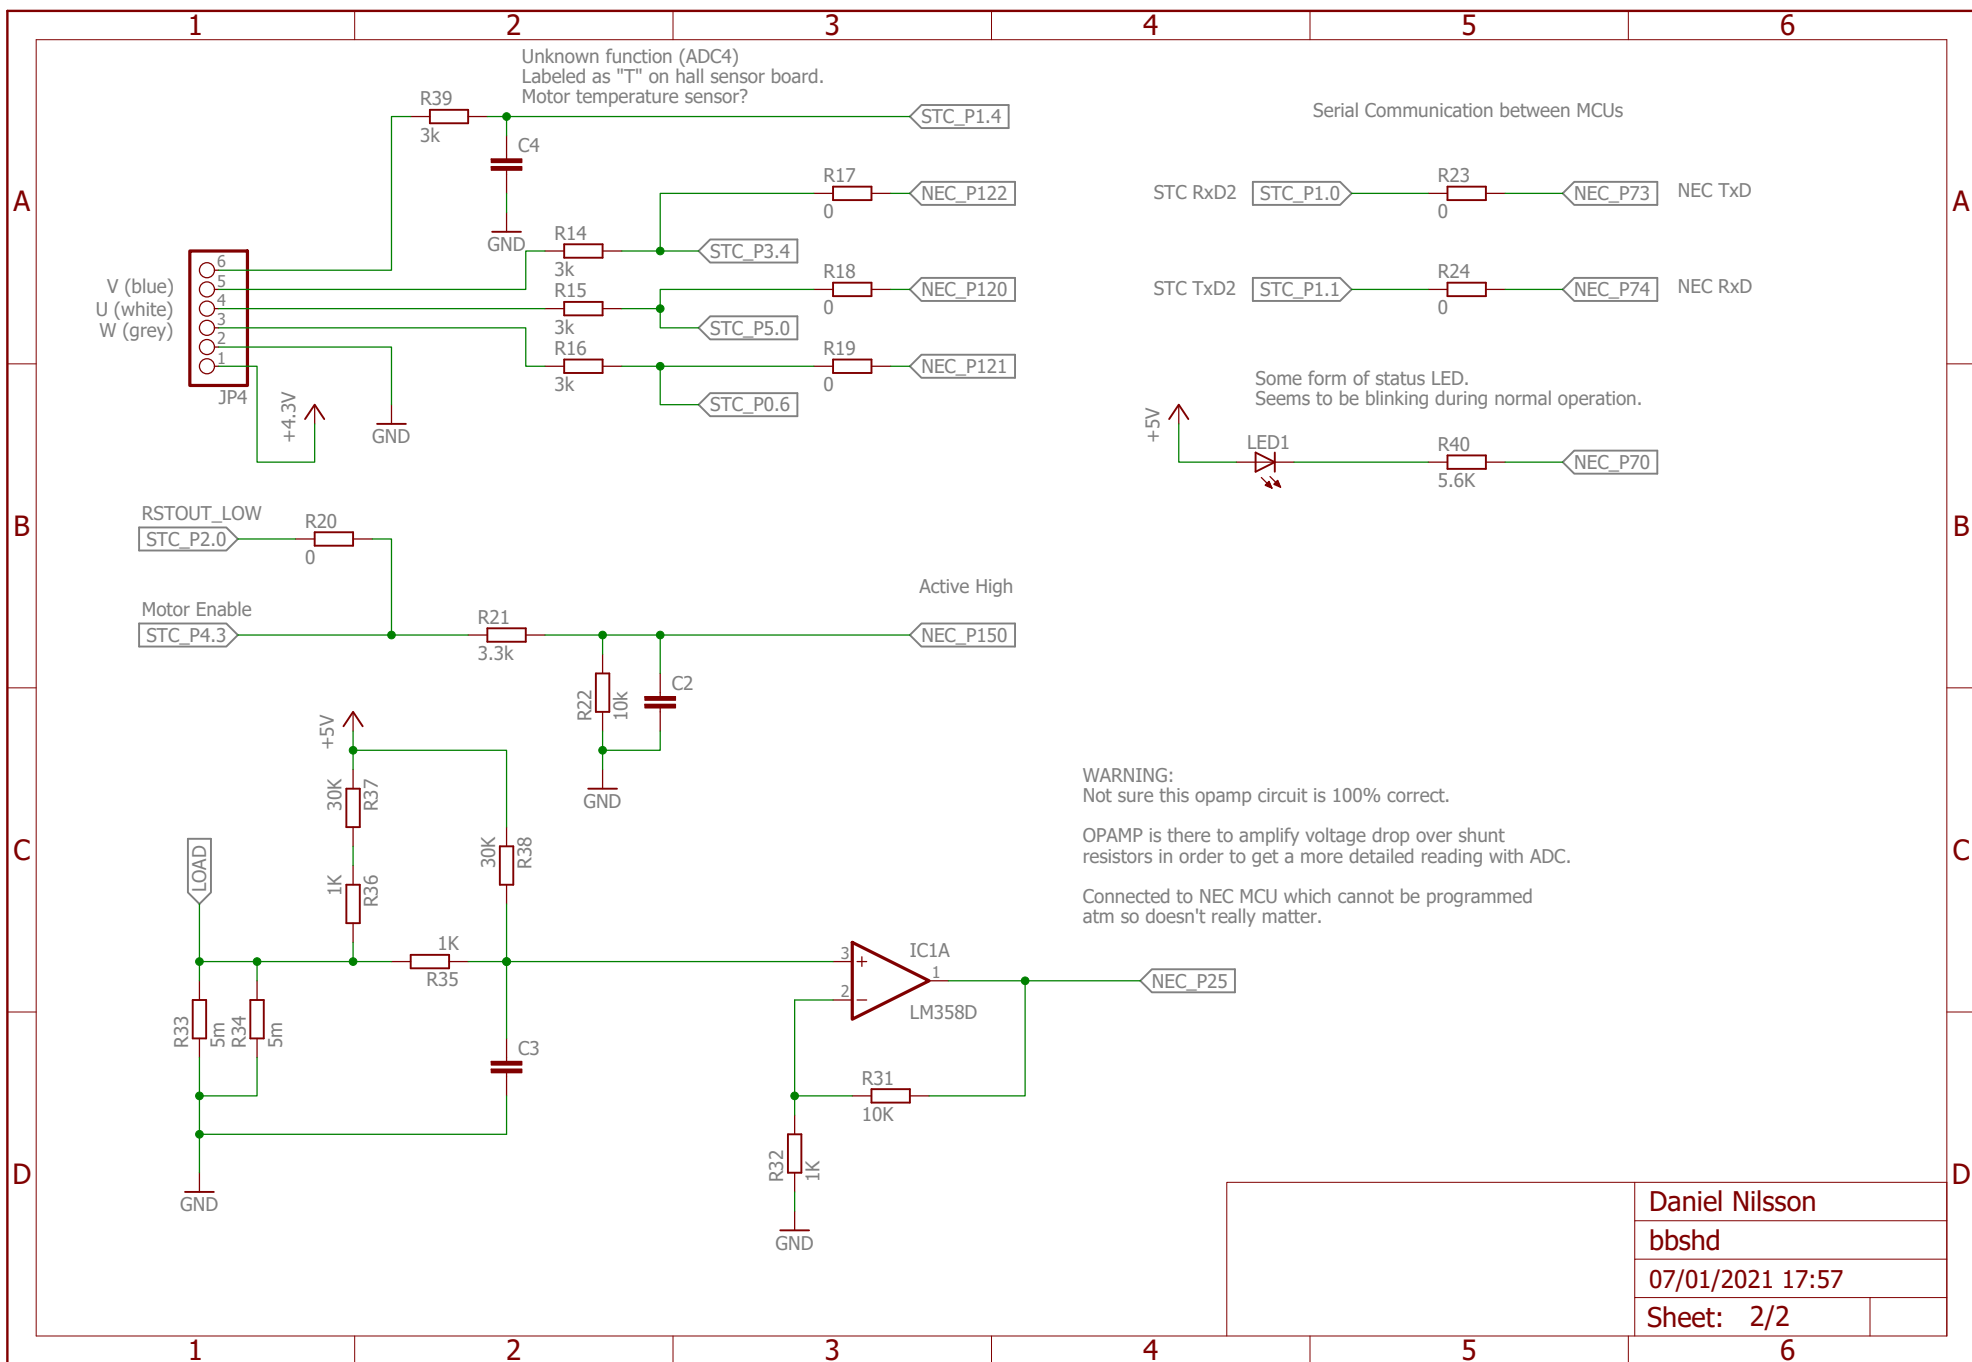 1 2 3 4 5 6
Unknown function (ADC4)
Labeled as "T" on hall sensor board.
Motor temperature sensor?
R39
3k
STC_P1.4
C4
GND
A
R17
0
NEC_P122
R14
3k
STC_P3.4
R18
0
NEC_P120
R15
3k
STC_P5.0
R16
3k
R19
0
NEC_P121
STC_P0.6
V (blue)
U (white)
W (grey)
6
5
4
3
2
1
JP4
+4.3V
GND
Serial Communication between MCUs
STC RxD2
STC_P1.0
R23
0
NEC_P73
NEC TxD
A
STC TxD2
STC_P1.1
R24
0
NEC_P74
NEC RxD
Some form of status LED.
Seems to be blinking during normal operation.
+5V
LED1
R40
5.6K
NEC_P70
B
RSTOUT_LOW
STC_P2.0
R20
0
Motor Enable
STC_P4.3
R21
3.3k
Active High
NEC_P150
R22
10k
C2
GND
B
+5V
30K
R37
1K
R36
30K
R38
C
LOAD
1K
R35
R33
5m
R34
5m
C3
GND
3
+
2
−
1
IC1A
LM358D
NEC_P25
R31
10K
R32
1K
GND
WARNING:
Not sure this opamp circuit is 100% correct.
OPAMP is there to amplify voltage drop over shunt
resistors in order to get a more detailed reading with ADC.
Connected to NEC MCU which cannot be programmed
atm so doesn't really matter.
C
D
D
Daniel Nilsson
bbshd
07/01/2021 17:57
Sheet: 2/2
1 2 3 4 5 6